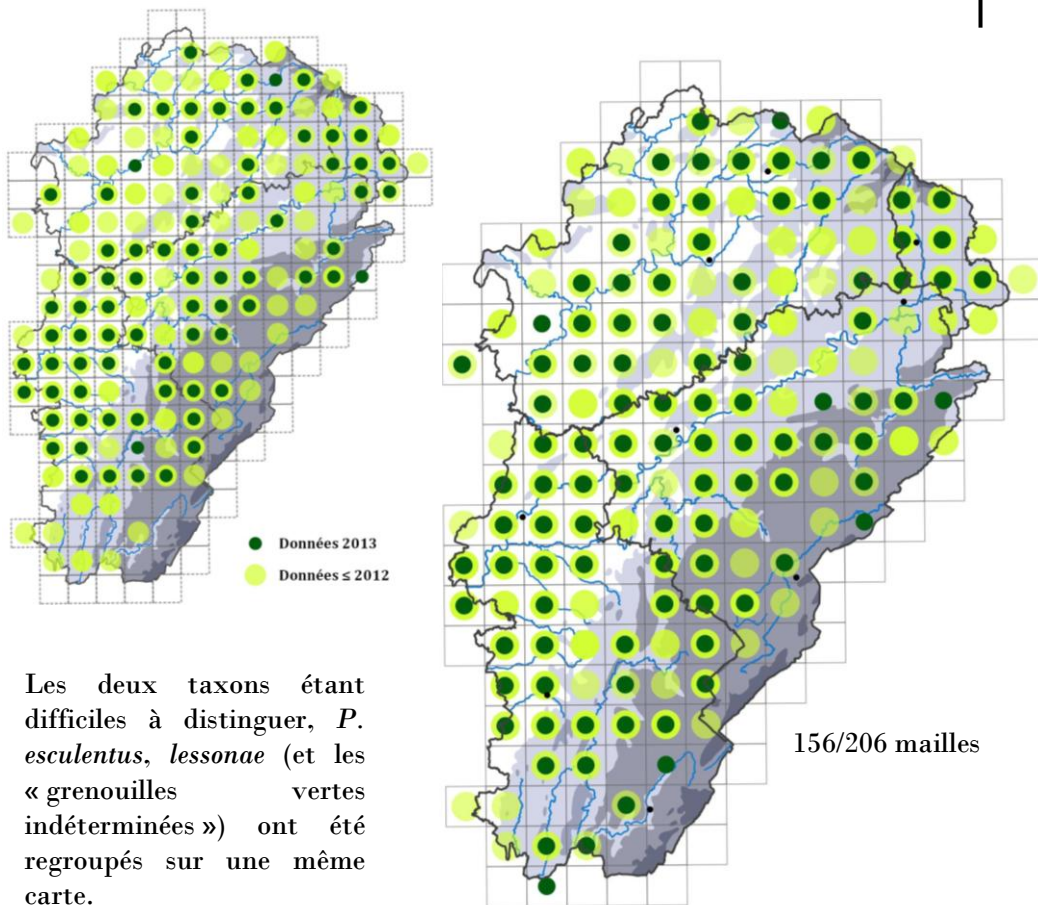 Données 2013
Données ≤ 2012
Les deux taxons étant
difficiles à distinguer, P.
esculentus, lessonae (et les
« grenouilles vertes
indéterminées ») ont été
regroupés sur une même
carte.
156/206 mailles